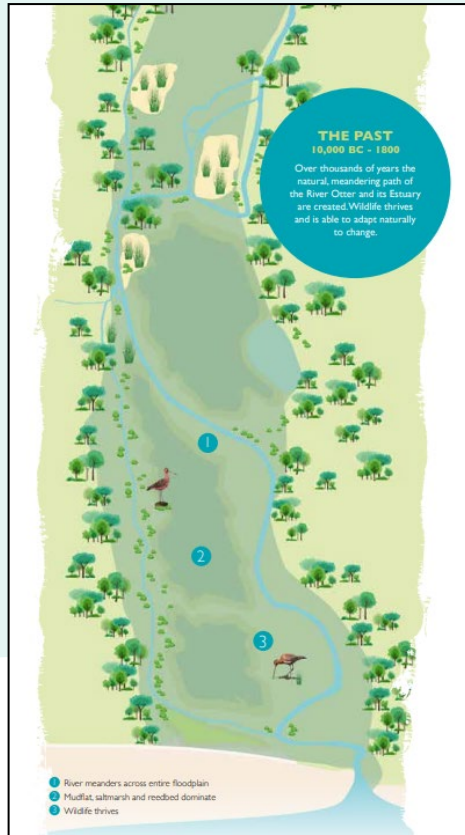 THE PAST
10,000 BC - 1800
Over thousands of years the
natural, meandering path of
the River Otter and its Estuary
are created. Wildlife thrives
and is able to adapt naturally
to change.
1
2
3
1 River meanders across entire floodplain
2 Mudflat, saltmarsh and reedbed dominate
3 Wildlife thrives